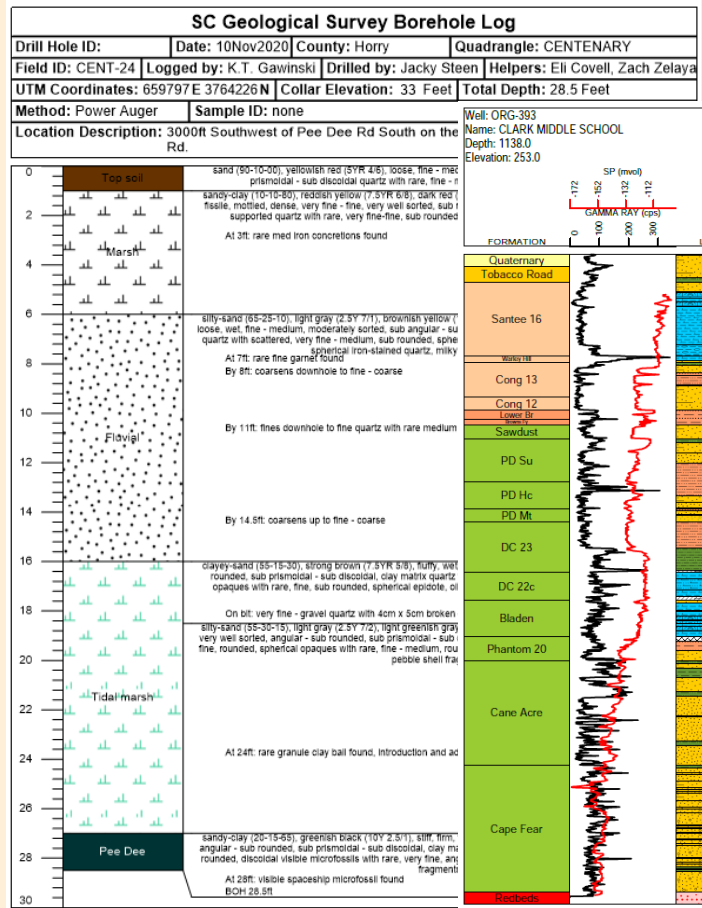 SC Geological Survey Borehole Log
Drill Hole ID: Date: 10Nov2020 County: Horry Quadrangle: CENTENARY
Field ID: CENT-24 Logged by: K.T. Gawinski Drilled by: Jacky Steen Helpers: Eli Covell, Zach Zelaya
UTM Coordinates: 659797 E 3764226 N Collar Elevation: 33 Feet Total Depth: 28.5 Feet
Method: Power Auger Sample ID: none
Location Description: 3000ft Southwest of Pee Dee Rd South on the
Rd.
0
2
4
6
8
10
12
14
16
18
20
22
24
26
28
30
Top soil
Marsh
Fluvial
Tidal marsh
Pee Dee
sand (90-10-00), yellowish red (5YR 4/6), loose, fine - med
prismoidal - sub discoidal quartz with rare, fine -
sandy-clay (10-10-80), reddish yellow (7.5YR 6/8), dark red (
fissile, mottled, dense, very fine - fine, very well sorted, sub
supported quartz with rare, very fine-fine, sub rounded
At 3ft: rare med iron concretions found
silty-sand (65-25-10), light gray (2.5Y 7/1), brownish yellow (
loose, wet, fine - medium, moderately sorted, sub angular - su
quartz with scattered, very fine - medium, sub rounded, sphe
spherical iron-stained quartz, milky
At 7ft: rare fine garnet found
By 8ft: coarsens downhole to fine - coarse
By 11ft: fines downhole to fine quartz with rare medium
By 14.5ft: coarsens up to fine - coarse
clayey-sand (55-15-30), strong brown (7.5YR 5/8), fluffy, wet
rounded, sub prismoidal - sub discoidal, clay matrix quartz
opaques with rare, fine, sub rounded, spherical epidote, ol
On bit: very fine - gravel quartz with 4cm x 5cm broken
silty-sand (55-30-15), light gray (2.5Y 7/2), light greenish gray
very well sorted, angular - sub rounded, sub prismoidal - sub
fine, rounded, spherical opaques with rare, fine - medium, rou
pebble shell frag
At 24ft: rare granule clay ball found, Introduction and ad
sandy-clay (20-15-65), greenish black (10Y 2.5/1), stiff, firm,
angular - sub rounded, sub prismoidal - sub discoidal, clay ma
rounded, discoidal visible microfossils with rare, very fine, ang
fragment
At 28ft: visible spaceship microfossil found
BOH 28.5ft
Well: ORG-393
Name: CLARK MIDDLE SCHOOL
Depth: 1138.0
Elevation: 253.0
SP (mvol)
-172 -152 -132 -112
GAMMA RAY (cps)
0 100 200 300
FORMATION
Quaternary
Tobacco Road
Santee 16
Warley Hill
Cong 13
Cong 12
Lower Br
Sawdust
PD Su
PD Hc
PD Mt
DC 23
DC 22c
Bladen
Phantom 20
Cane Acre
Cape Fear
Redbeds